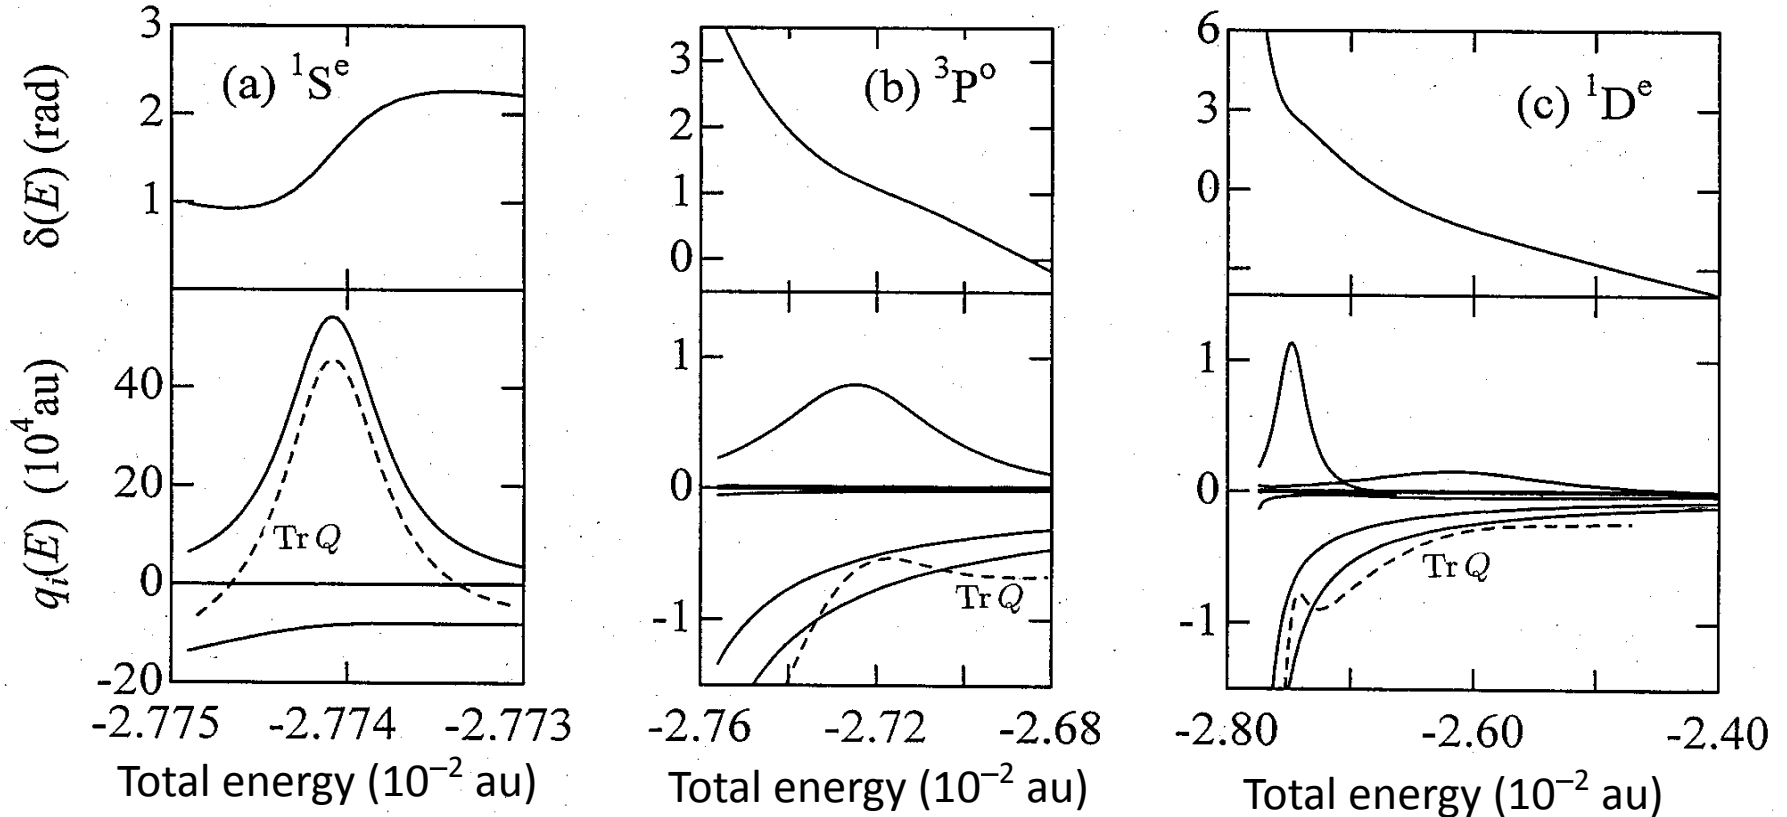 δ(E) (rad)
3
2
1
(a) ¹Sᵉ
3
2
1
0
(b) ³Pᵒ
6
3
0
(c) ¹Dᵉ
qᵢ(E) (10⁴ au)
40
20
0
-20
Tr Q
1
0
-1
Tr Q
1
0
-1
Tr Q
-2.775 -2.774 -2.773
-2.76 -2.72 -2.68
-2.80 -2.60 -2.40
Total energy (10⁻² au)
Total energy (10⁻² au)
Total energy (10⁻² au)